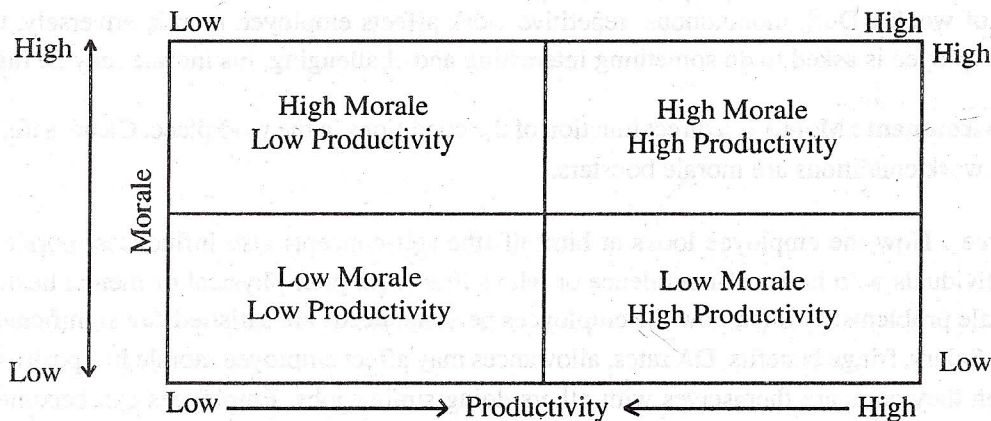 Low High
High High
High Morale High Morale
Low Productivity High Productivity
Morale
Low Morale Low Morale
Low Productivity High Productivity
Low Low
Low Productivity High